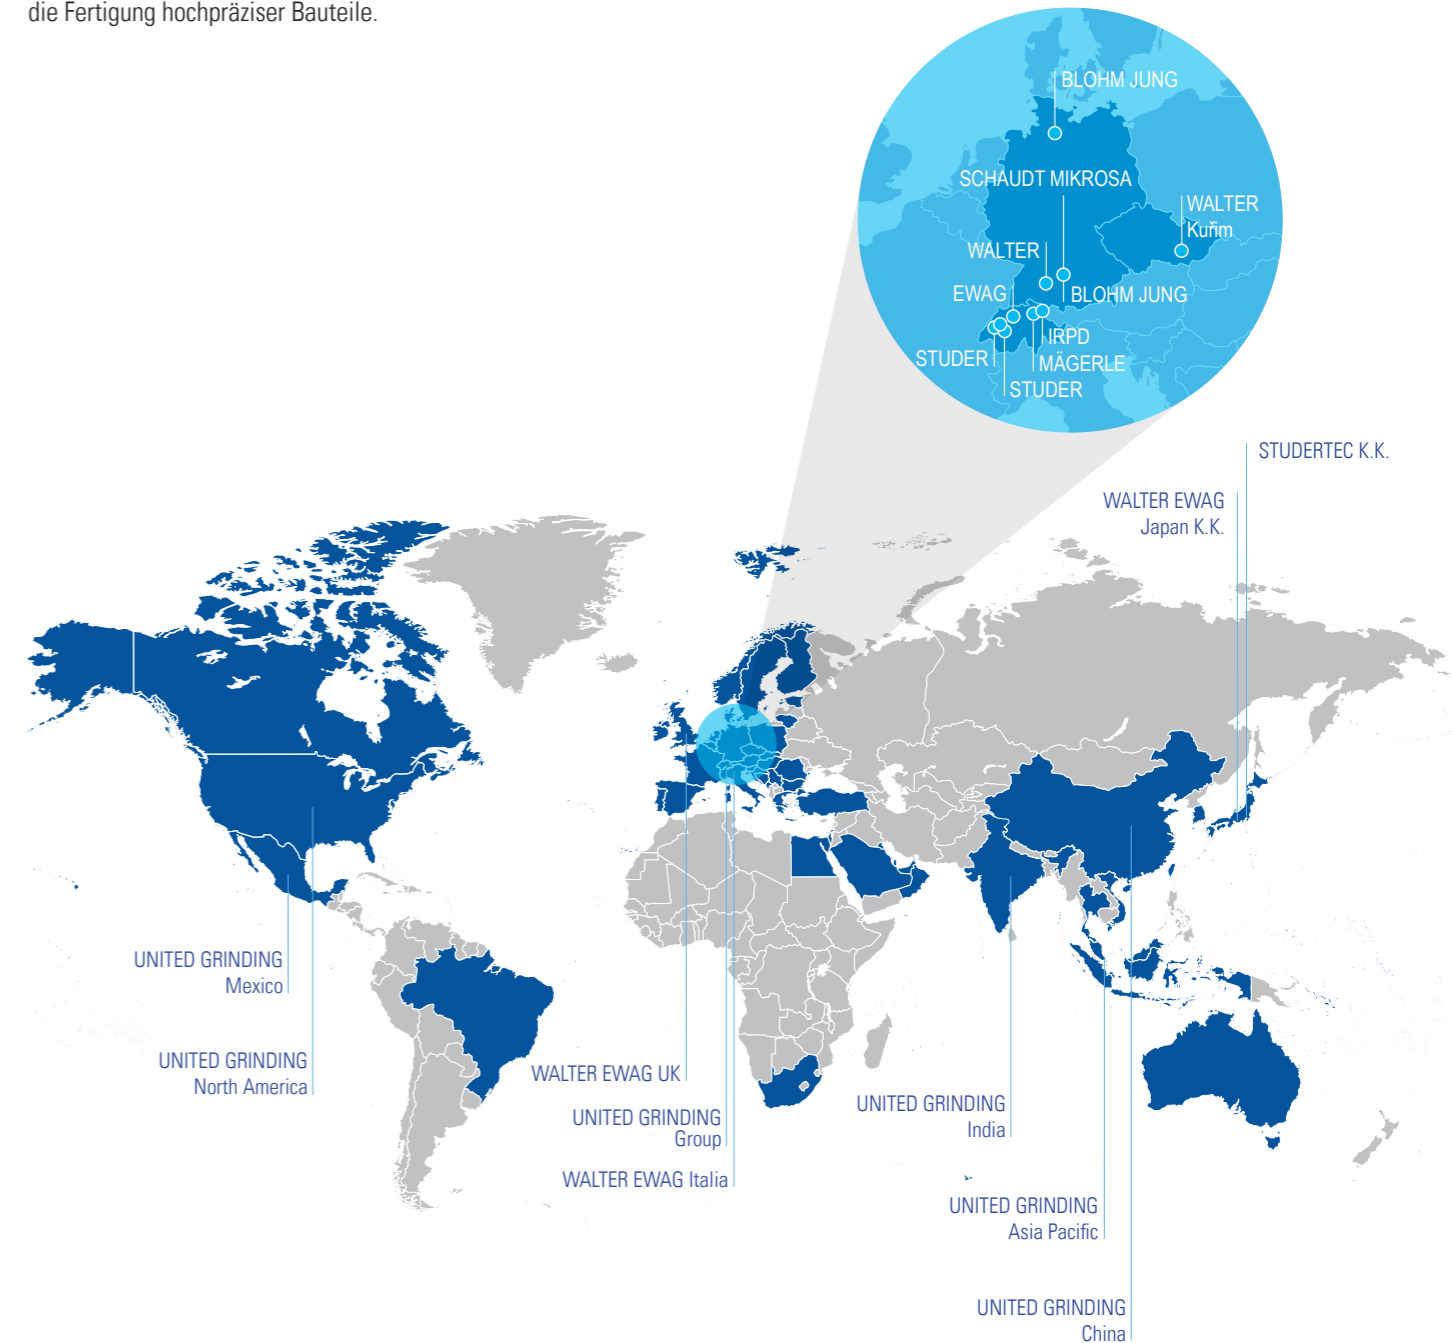 die Fertigung hochpräziser Bauteile.
BLOHM JUNG
SCHAUDT MIKROSA
WALTER
Kuřim
WALTER
EWAG
BLOHM JUNG
IRPD
STUDER
MÄGERLE
STUDER
STUDERTEC K.K.
WALTER EWAG
Japan K.K.
UNITED GRINDING
Mexico
UNITED GRINDING
North America
WALTER EWAG UK
UNITED GRINDING
Group
WALTER EWAG Italia
UNITED GRINDING
India
UNITED GRINDING
Asia Pacific
UNITED GRINDING
China